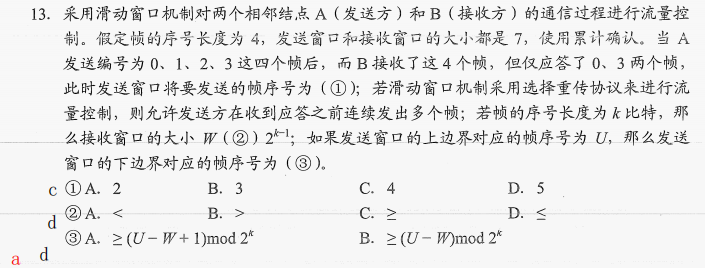 13. 采用滑动窗口机制对两个相邻结点 A（发送方）和 B（接收方）的通信过程进行流量控
制。假定帧的序号长度为 4，发送窗口和接收窗口的大小都是 7，使用累计确认。当 A
发送编号为 0、1、2、3 这四个帧后，而 B 接收了这 4 个帧，但仅应答了 0、3 两个帧，
此时发送窗口将要发送的帧序号为（①）；若滑动窗口机制采用选择重传协议来进行流
量控制，则允许发送方在收到应答之前连续发出多个帧；若帧的序号长度为 k 比特，那
么接收窗口的大小 W（②）2^{k-1}；如果发送窗口的上边界对应的帧序号为 U，那么发送
窗口的下边界对应的帧序号为（③）。
c ① A. 2 B. 3 C. 4 D. 5
d ② A. < B. > C. ≥ D. ≤
③ A. ≥(U－W＋1)mod 2^k B. ≥(U－W)mod 2^k
a d